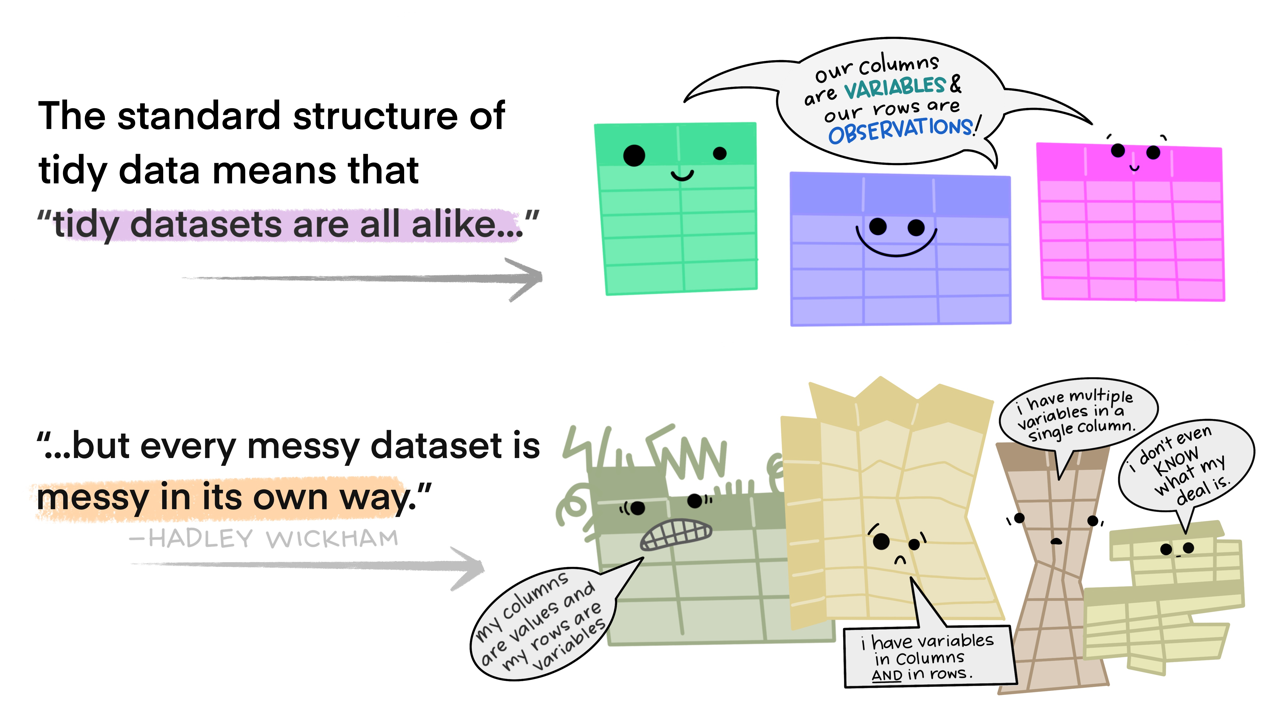 The standard structure of
tidy data means that
“tidy datasets are all alike...”
our columns
are VARIABLES &
our rows are
OBSERVATIONS!
“...but every messy dataset is
messy in its own way.”
–HADLEY WICKHAM
my columns
are values and
my rows are
variables
i have variables
in columns
AND in rows.
i have multiple
variables in a
single column.
i don't even
KNOW
what my
deal is.